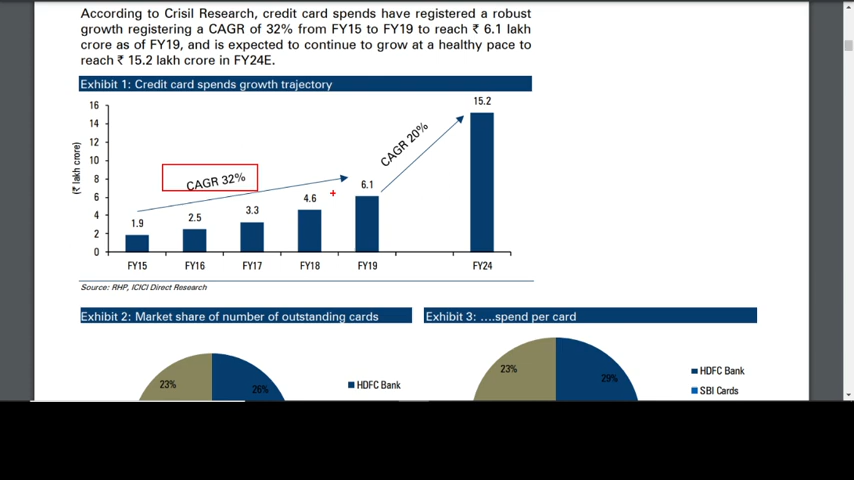 According to Crisil Research, credit card spends have registered a robust
growth registering a CAGR of 32% from FY15 to FY19 to reach ₹ 6.1 lakh
crore as of FY19, and is expected to continue to grow at a healthy pace to
reach ₹ 15.2 lakh crore in FY24E.
Exhibit 1: Credit card spends growth trajectory
(₹ lakh crore)
16
14
12
10
8
6
4
2
0
1.9
2.5
3.3
4.6
6.1
15.2
CAGR 32%
CAGR 20%
FY15 FY16 FY17 FY18 FY19 FY24
Source: RHP, ICICI Direct Research
Exhibit 2: Market share of number of outstanding cards
23%
26%
HDFC Bank
Exhibit 3: ....spend per card
23%
29%
HDFC Bank
SBI Cards